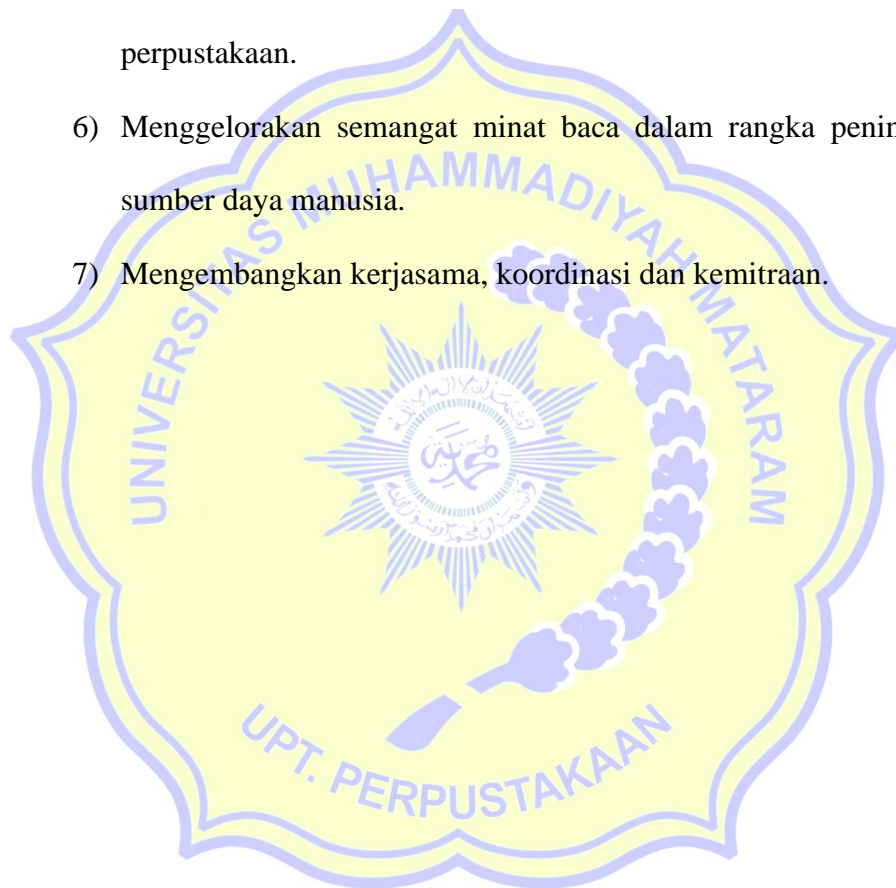 perpustakaan.
6) Menggelorakan semangat minat baca dalam rangka penin
sumber daya manusia.
7) Mengembangkan kerjasama, koordinasi dan kemitraan.
UNIVERSITAS MUHAMMADIYAH MATARAM
محمدية
UPT. PERPUSTAKAAN